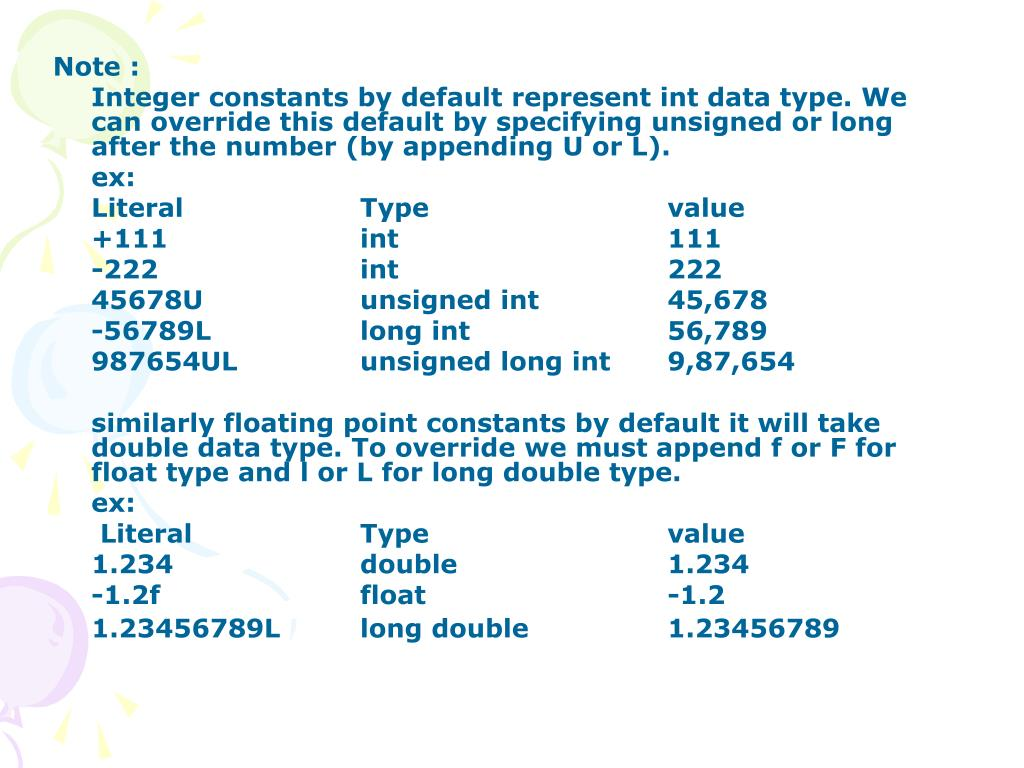 Note :
Integer constants by default represent int data type. We
can override this default by specifying unsigned or long
after the number (by appending U or L).
ex:
Literal Type value
+111 int 111
-222 int 222
45678U unsigned int 45,678
-56789L long int 56,789
987654UL unsigned long int 9,87,654
similarly floating point constants by default it will take
double data type. To override we must append f or F for
float type and l or L for long double type.
ex:
Literal Type value
1.234 double 1.234
-1.2f float -1.2
1.23456789L long double 1.23456789